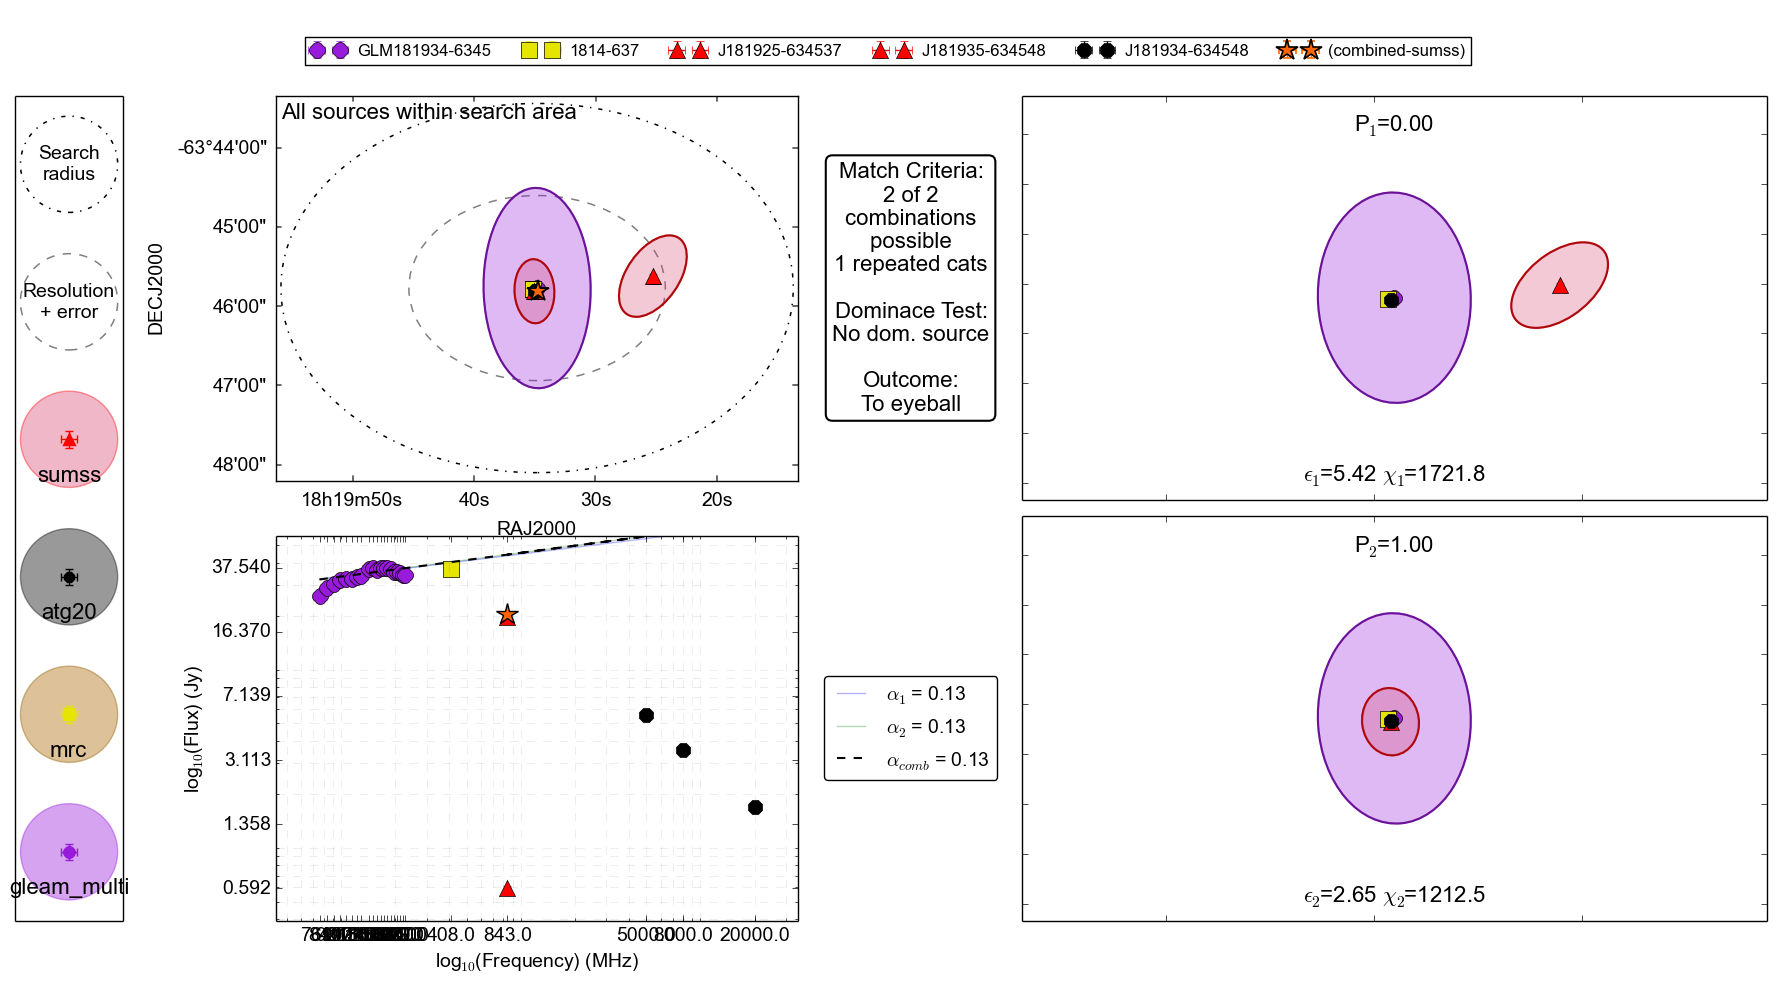 GLM181934-6345 1814-637 J181925-634537 J181935-634548 J181934-634548 (combined-sumss)
Search
radius
Resolution
+ error
sumss
atg20
mrc
gleam_multi
All sources within search area
-63°44'00"
45'00"
46'00"
47'00"
48'00"
DECJ2000
18h19m50s 40s 30s 20s
RAJ2000
Match Criteria:
2 of 2
combinations
possible
1 repeated cats
Dominace Test:
No dom. source
Outcome:
To eyeball
P1=0.00
ϵ1=5.42 χ1=1721.8
P2=1.00
ϵ2=2.65 χ2=1212.5
37.540
16.370
7.139
3.113
1.358
0.592
log10(Flux) (Jy)
408.0 843.0 5000.0 8000.0 20000.0
log10(Frequency) (MHz)
α1 = 0.13
α2 = 0.13
αcomb = 0.13